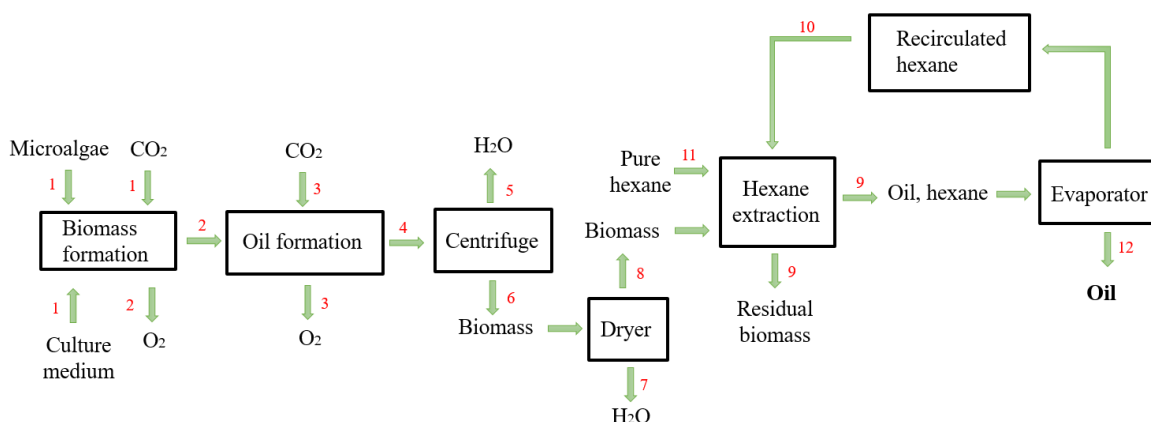 10
Recirculated
hexane
Microalgae
CO₂
CO₂
H₂O
Pure
hexane
11
1
1
3
5
Hexane
extraction
9
Oil, hexane
Evaporator
Biomass
formation
2
Oil formation
4
Centrifuge
Biomass
8
9
12
Oil
1
2
3
6
Culture
medium
O₂
O₂
Biomass
Dryer
Residual
biomass
7
H₂O